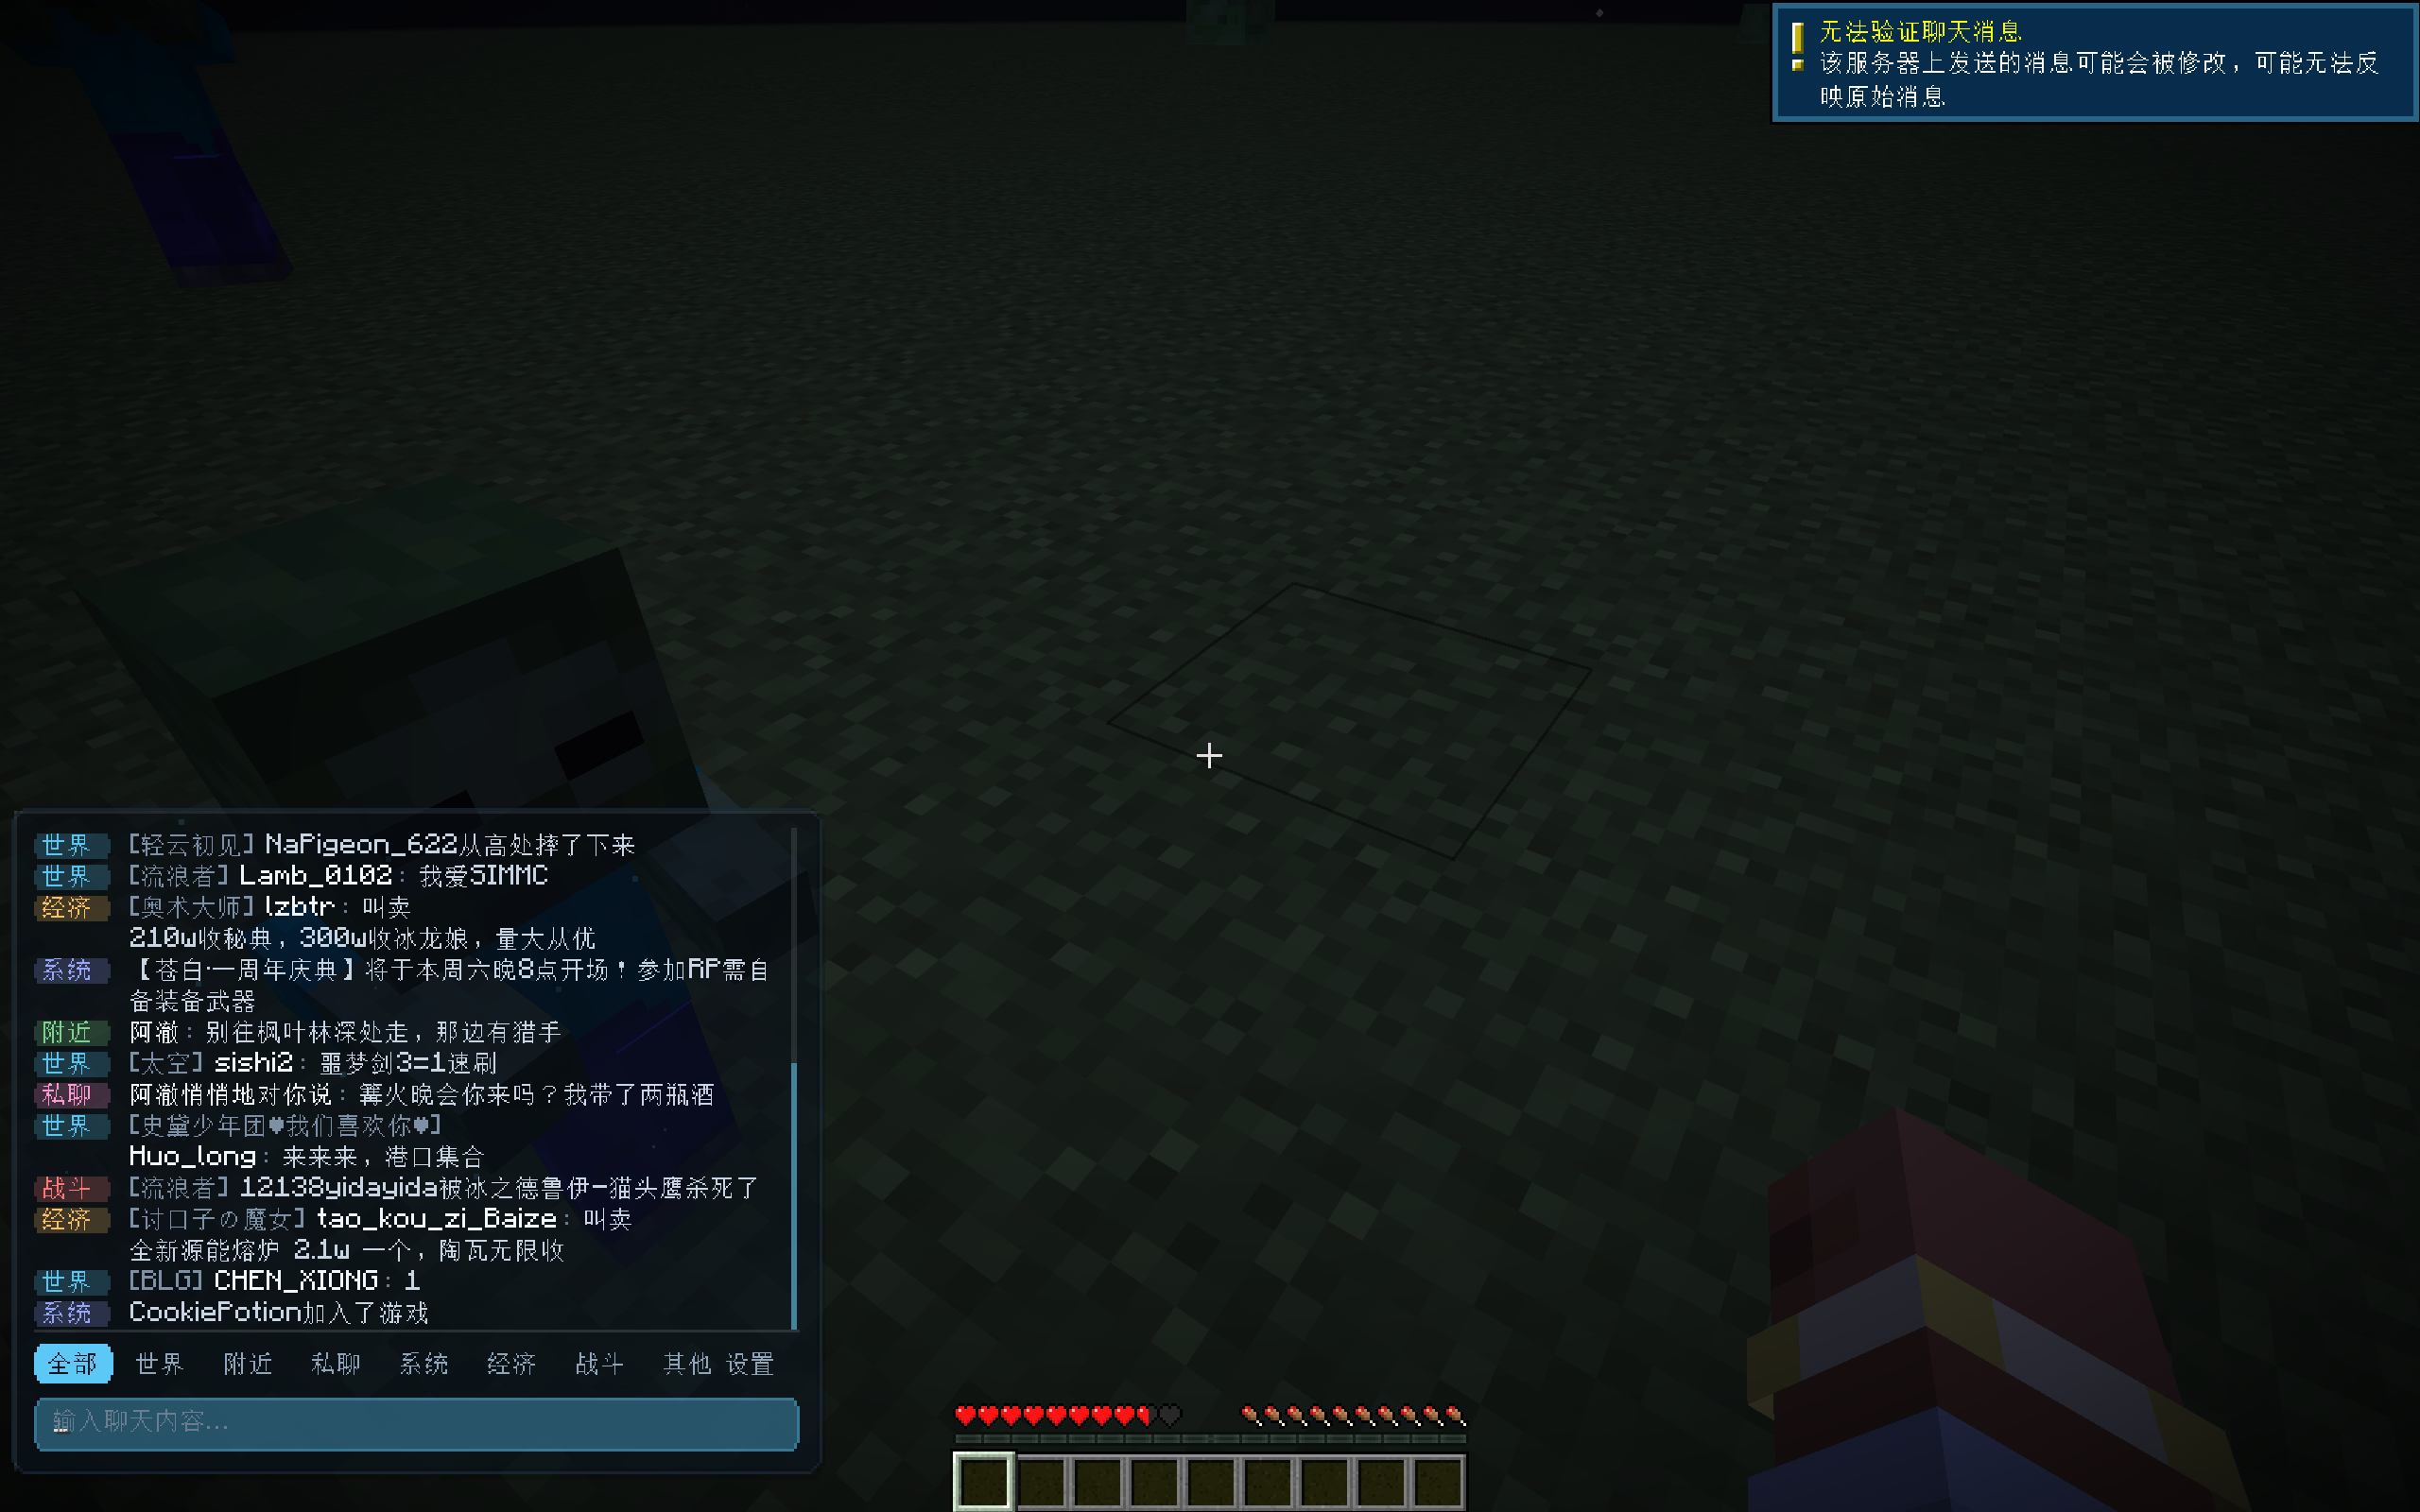 无法验证聊天消息
该服务器上发送的消息可能会被修改，可能无法反
映原始消息
世界 [轻云初见] NaPigeon_622从高处摔了下来
世界 [流浪者] Lamb_0102: 我爱SIMMC
经济 [奥术大师] lzbtr: 叫卖
210w收秘典，300w收冰龙娘，量大从优
系统 【苍白·一周年庆典】将于本周六晚8点开场！参加RP需自
备装备武器
附近 阿澈: 别往枫叶林深处走，那边有猎手
世界 [太空] sishi2: 噩梦剑3=1速刷
私聊 阿澈悄悄地对你说: 篝火晚会你来吗？我带了两瓶酒
世界 [史黛少年团♥我们喜欢你♥]
Huo_long: 来来来，港口集合
战斗 [流浪者] 12138yidayida被冰之德鲁伊-猫头鹰杀死了
经济 [讨口子の魔女] tao_kou_zi_Baize: 叫卖
全新源能熔炉 2.1w 一个，陶瓦无限收
世界 [BLG] CHEN_XIONG: 1
系统 CookiePotion加入了游戏
全部 世界 附近 私聊 系统 经济 战斗 其他 设置
输入聊天内容...